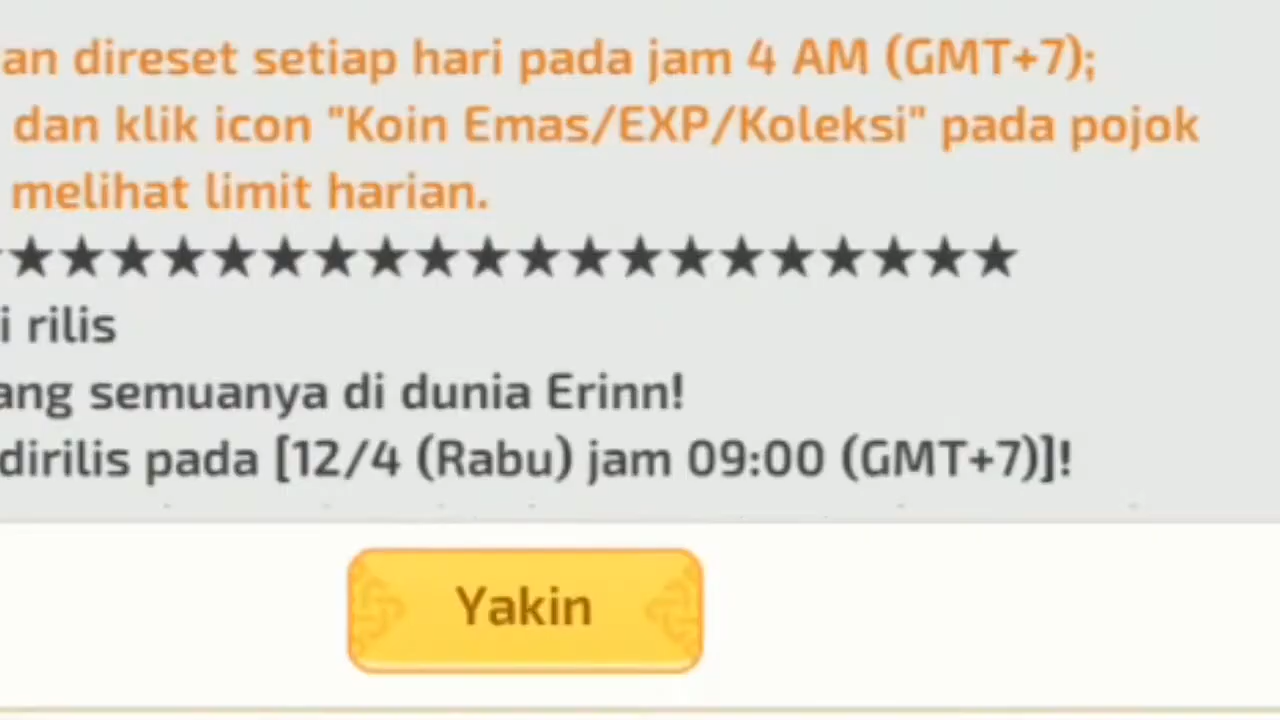 an direset setiap hari pada jam 4 AM (GMT+7);
dan klik icon "Koin Emas/EXP/Koleksi" pada pojok
melihat limit harian.
★★★★★★★★★★★★★★★★★★★★
i rilis
ang semuanya di dunia Erinn!
dirilis pada [12/4 (Rabu) jam 09:00 (GMT+7)]!
Yakin